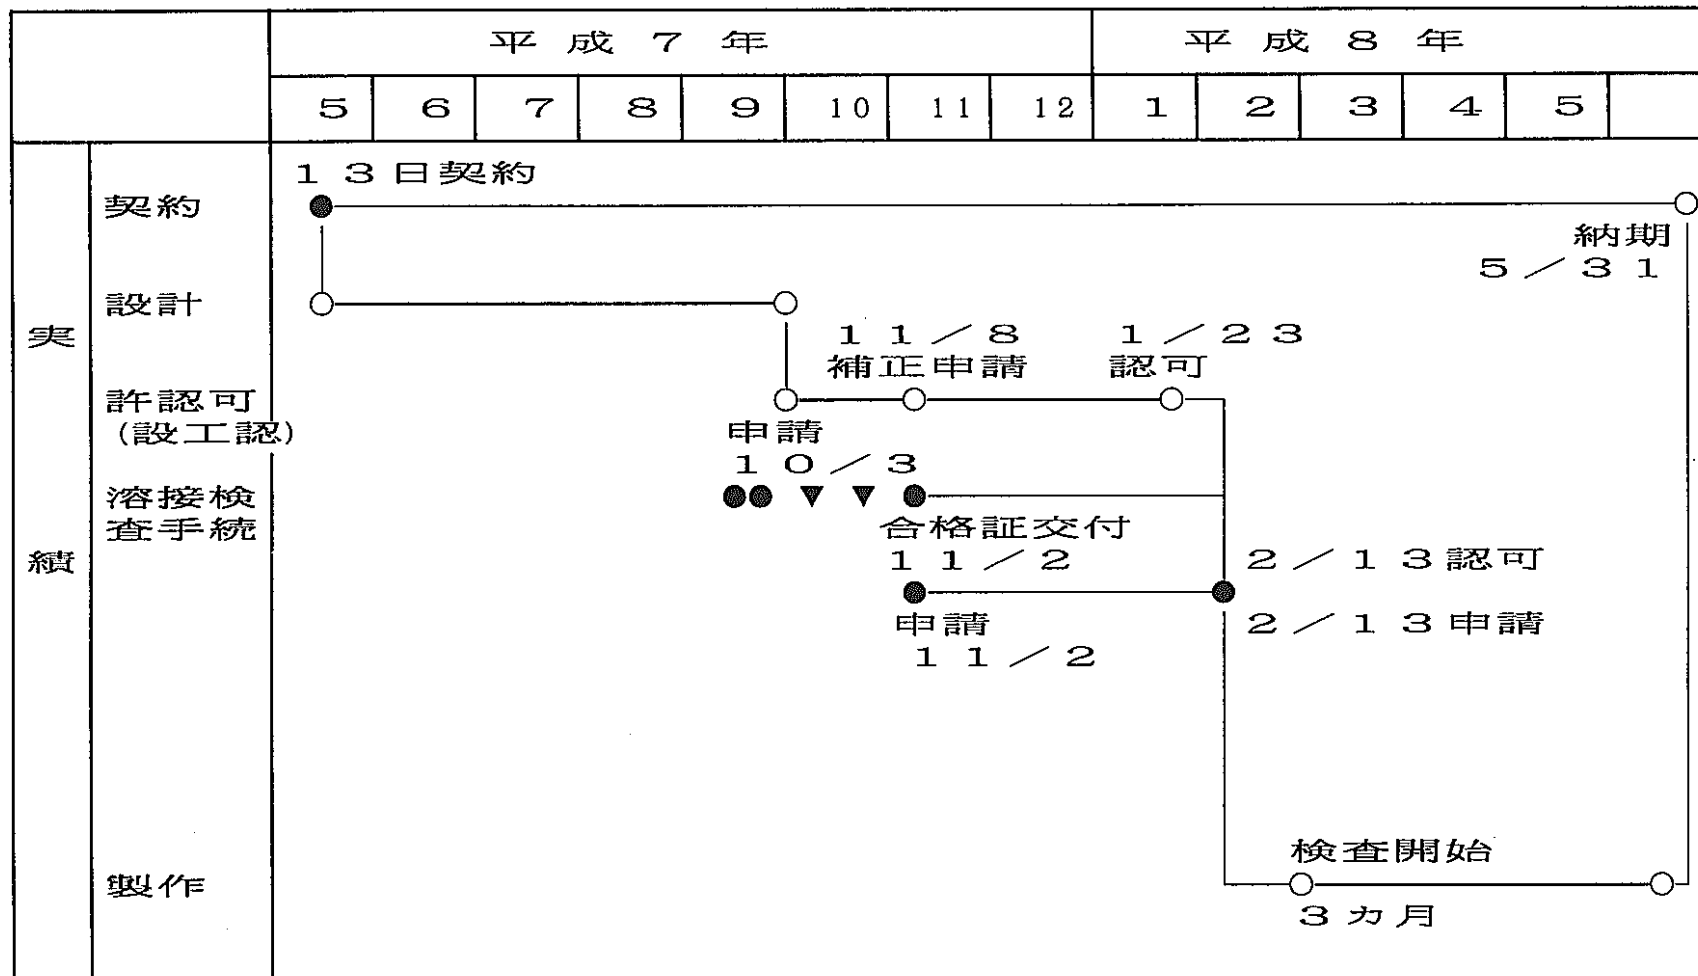 平成7年 平成8年
5 6 7 8 9 10 11 12 1 2 3 4 5
実績
13日契約
契約
納期
5/31
設計
11/8 1/23
補正申請 認可
許認可
(設工認)
申請
10/3
溶接検
査手続
合格証交付
11/2 2/13認可
申請 2/13申請
11/2
検査開始
製作
3カ月